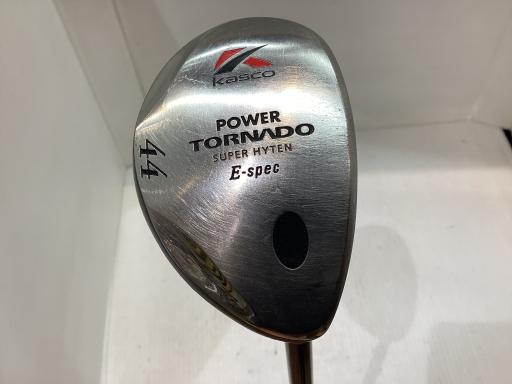 Kasco
POWER
TORNADO
SUPER HYTEN
E-spec
44